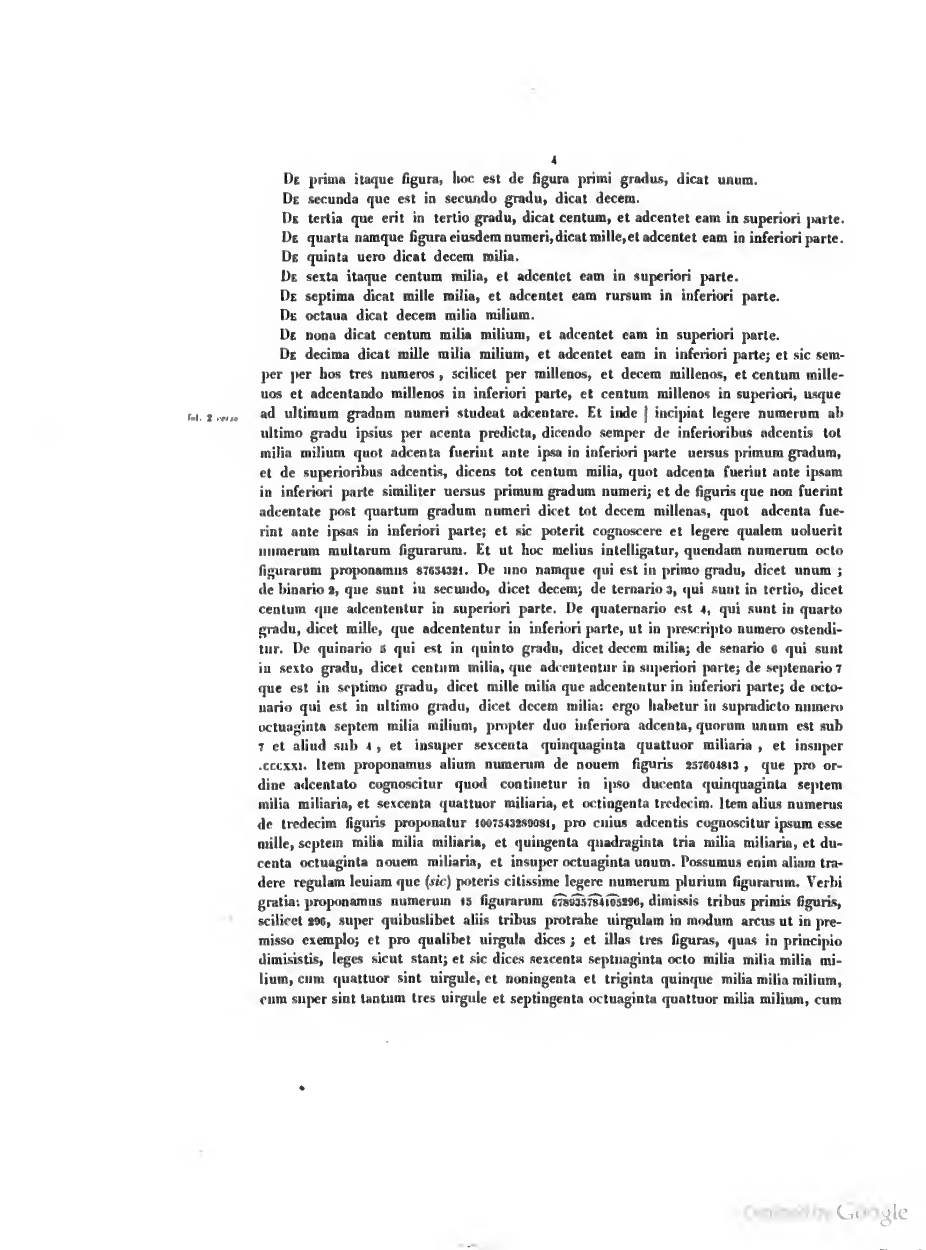 4
DE prima itaque figura, hoc est de figura primi gradus, dicat unum.
DE secunda que est in secundo gradu, dicat decem.
DE tertia que erit in tertio gradu, dicat centum, et adcentet eam in superiori parte.
DE quarta namque figura eiusdem numeri, dicat mille, et adcentet eam in inferiori parte.
DE quinta uero dicat decem milia.
DE sexta itaque centum milia, et adcentet eam in superiori parte.
DE septima dicat mille milia, et adcentet eam rursum in inferiori parte.
DE octaua dicat decem milia milium.
DE nona dicat centum milia milium, et adcentet eam in superiori parte.
DE decima dicat mille milia milium, et adcentet eam in inferiori parte; et sic sem-
per per hos tres numeros, scilicet per millenos, et decem millenos, et centum mille-
nos et adcentando millenos in inferiori parte, et centum millenos in superiori, usque
fol. 2 verso
ad ultimum gradum numeri studeat adcentare. Et inde | incipiat legere numerum ab
ultimo gradu ipsius per acenta predicta, dicendo semper de inferioribus adcentis tot
milia milium quot adcenta fuerint ante ipsa in inferiori parte uersus primum gradum,
et de superioribus adcentis, dicens tot centum milia, quot adcenta fuerint ante ipsam
in inferiori parte similiter uersus primum gradum numeri; et de figuris que non fuerint
adcentate post quartum gradum numeri dicet tot decem millenas, quot adcenta fue-
rint ante ipsas in inferiori parte; et sic poterit cognoscere et legere qualem uoluerit
numerum multarum figurarum. Et ut hoc melius intelligatur, quendam numerum octo
figurarum proponamus 87654321. De uno namque qui est in primo gradu, dicet unum ;
de binario 2, que sunt in secundo, dicet decem; de ternario 3, qui sunt in tertio, dicet
centum que adcententur in superiori parte. De quaternario est 4, qui sunt in quarto
gradu, dicet mille, que adcententur in inferiori parte, ut in prescripto numero ostendi-
tur. De quinario 5 qui est in quinto gradu, dicet decem milia; de senario 6 qui sunt
in sexto gradu, dicet centum milia, que adcententur in superiori parte; de septenario 7
que est in septimo gradu, dicet mille milia que adcententur in inferiori parte; de octo-
nario qui est in ultimo gradu, dicet decem milia: ergo habetur in supradicto numero
octuaginta septem milia milium, propter duo inferiora adcenta, quorum unum est sub
7 et aliud sub 4 , et insuper sexcenta quinquaginta quattuor miliaria , et insuper
.CCCXXI. Item proponamus alium numerum de nouem figuris 257604813 , que pro or-
dine adcentato cognoscitur quod continetur in ipso ducenta quinquaginta septem
milia miliaria, et sexcenta quattuor miliaria, et octingenta tredecim. Item alius numerus
de tredecim figuris proponatur 1007543289081, pro cuius adcentis cognoscitur ipsum esse
mille, septem milia milia miliaria, et quingenta quadraginta tria milia miliaria, et du-
centa octuaginta nouem miliaria, et insuper octuaginta unum. Possumus enim aliam tra-
dere regulam leuiam que (sic) poteris citissime legere numerum plurium figurarum. Verbi
gratia: proponamus numerum 15 figurarum 678935784105296, dimissis tribus primis figuris,
scilicet 296, super quibuslibet aliis tribus protrahe uirgulam in modum arcus ut in pre-
misso exemplo; et pro qualibet uirgula dices ; et illas tres figuras, quas in principio
dimisistis, leges sicut stant; et sic dices sexcenta septuaginta octo milia milia milia mi-
lium, cum quattuor sint uirgule, et noningenta et triginta quinque milia milia milium,
cum super sint tantum tres uirgule et septingenta octuaginta quattuor milia milium, cum
Digitized by Google